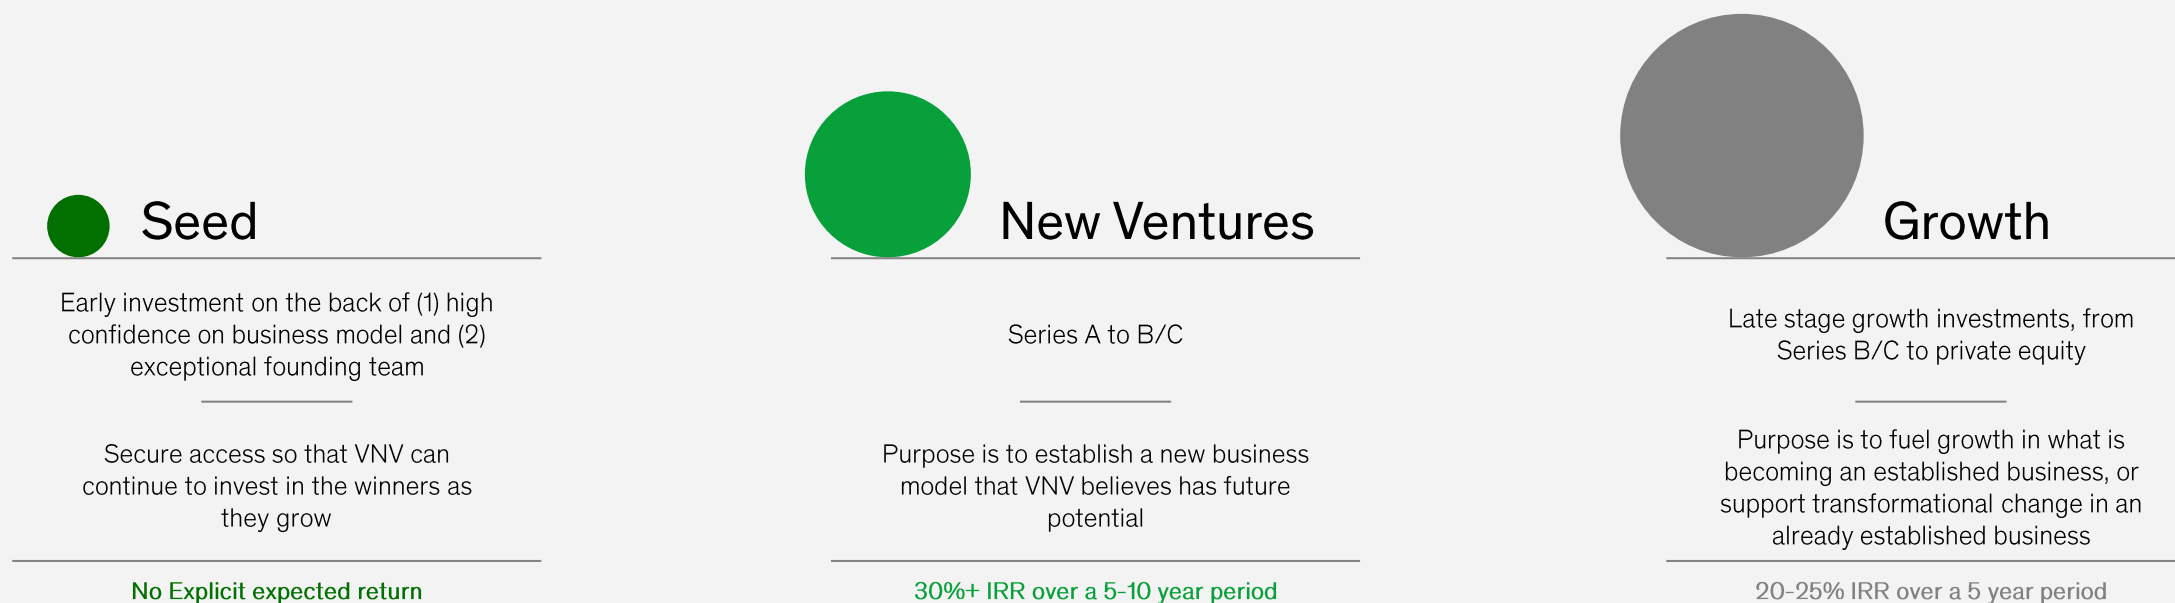 Seed
Early investment on the back of (1) high
confidence on business model and (2)
exceptional founding team
Secure access so that VNV can
continue to invest in the winners as
they grow
No Explicit expected return
New Ventures
Series A to B/C
Purpose is to establish a new business
model that VNV believes has future
potential
30%+ IRR over a 5-10 year period
Growth
Late stage growth investments, from
Series B/C to private equity
Purpose is to fuel growth in what is
becoming an established business, or
support transformational change in an
already established business
20-25% IRR over a 5 year period